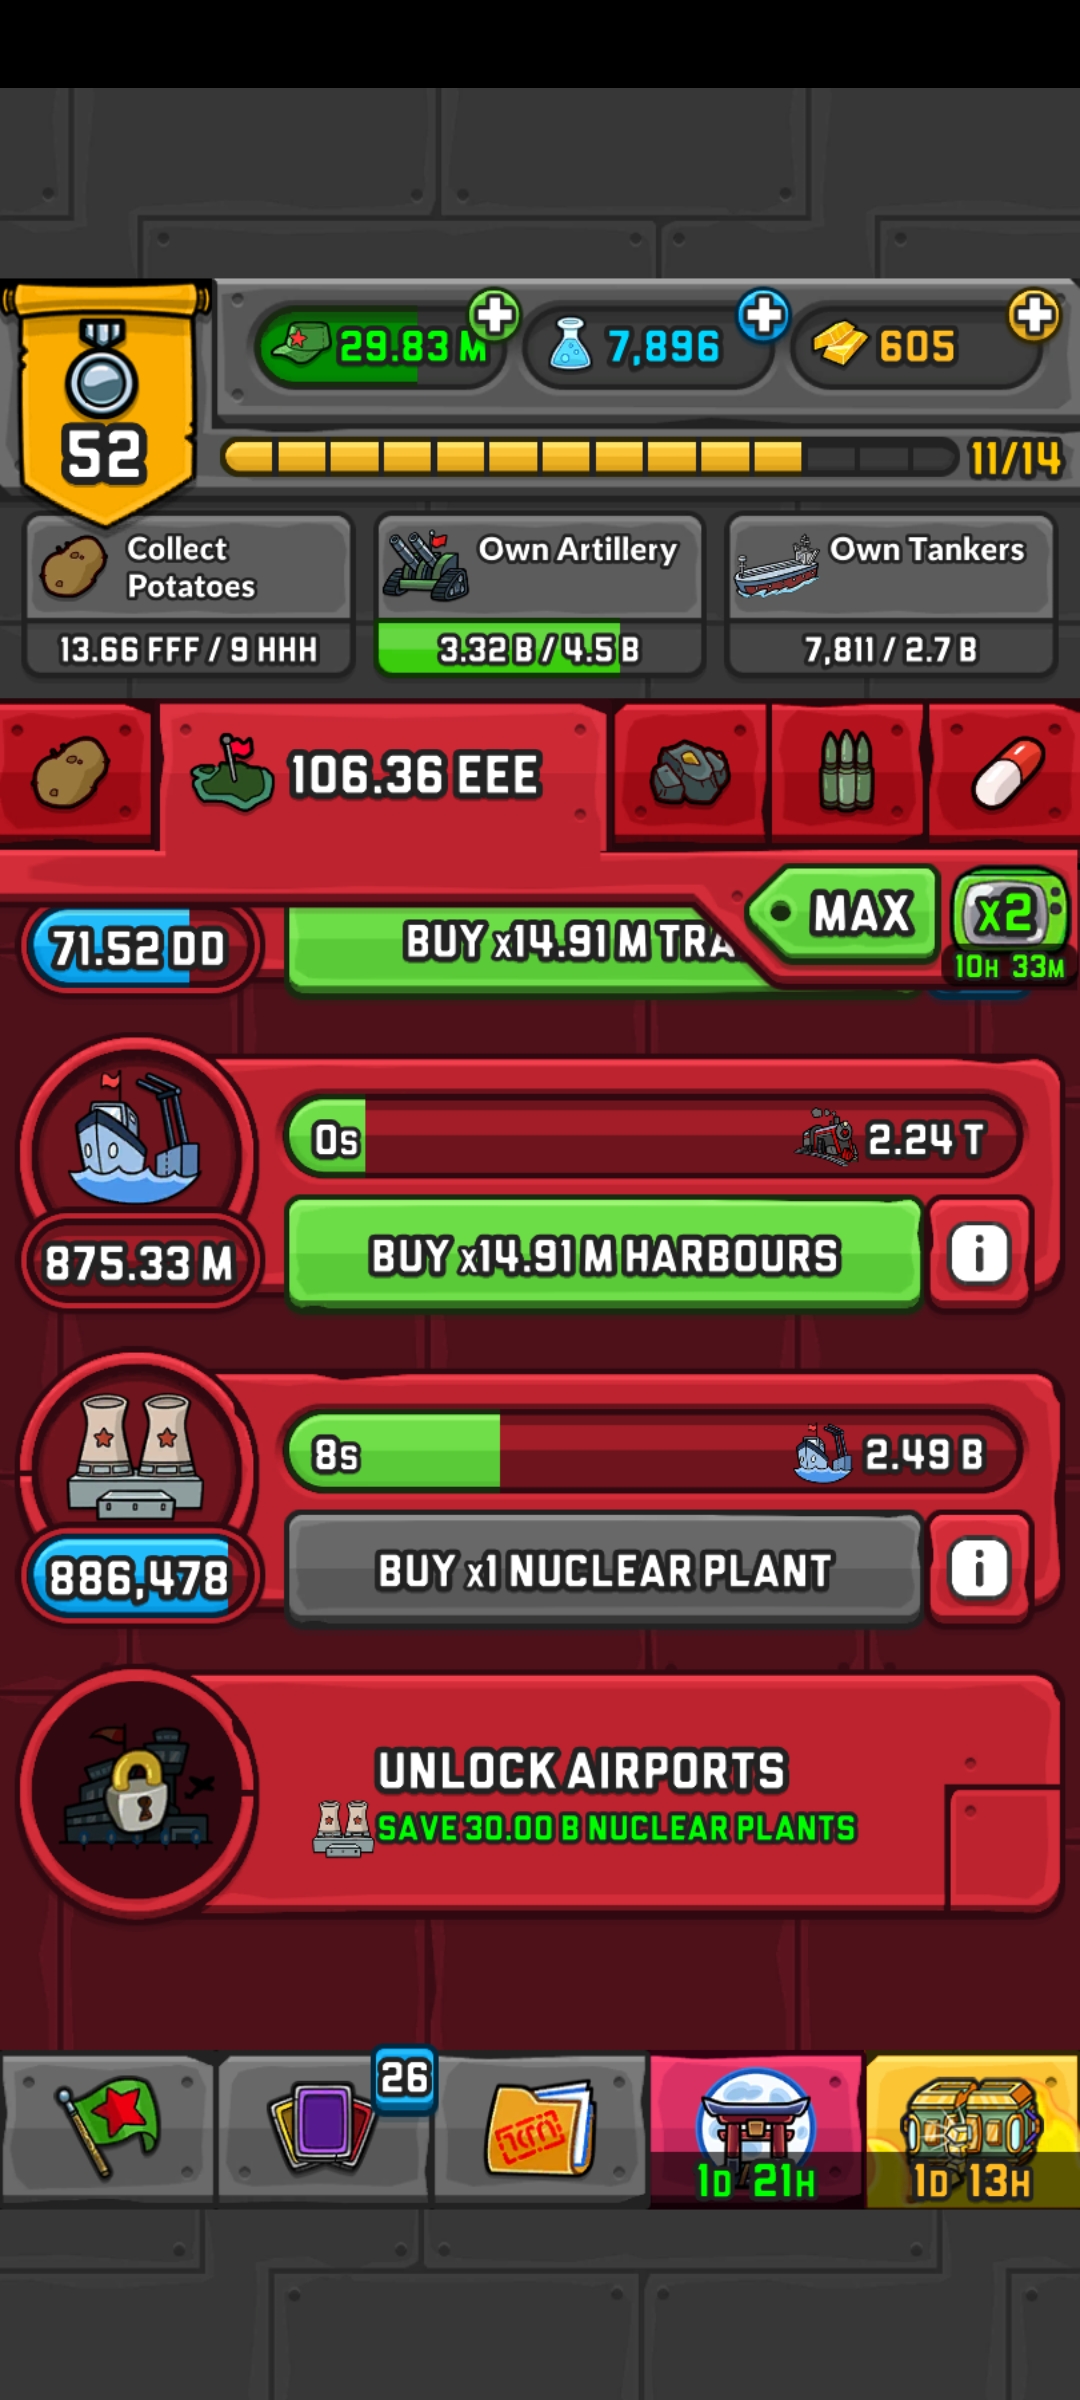 29.83 M
7,896
605
52
11/14
Collect
Potatoes
13.66 FFF / 9 HHH
Own Artillery
3.32 B / 4.5 B
Own Tankers
7,811 / 2.7 B
106.36 EEE
MAX
x2
10H 33M
71.52 DD
BUY x14.91 M
0s
2.24 T
875.33 M
BUY x14.91 M HARBOURS
i
8s
2.49 B
886,478
BUY x1 NUCLEAR PLANT
i
UNLOCK AIRPORTS
SAVE 30.00 B NUCLEAR PLANTS
26
1D 21H
1D 13H